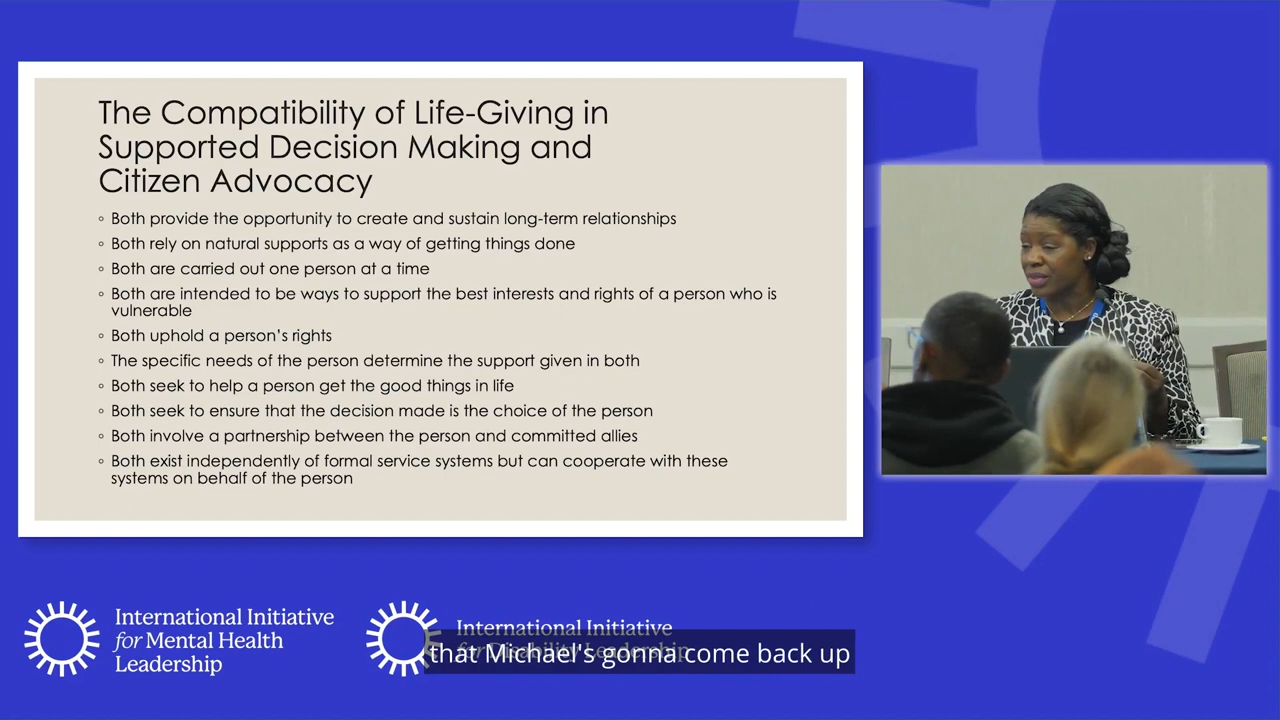 The Compatibility of Life-Giving in
Supported Decision Making and
Citizen Advocacy
Both provide the opportunity to create and sustain long-term relationships
Both rely on natural supports as a way of getting things done
Both are carried out one person at a time
Both are intended to be ways to support the best interests and rights of a person who is
vulnerable
Both uphold a person's rights
The specific needs of the person determine the support given in both
Both seek to help a person get the good things in life
Both seek to ensure that the decision made is the choice of the person
Both involve a partnership between the person and committed allies
Both exist independently of formal service systems but can cooperate with these
systems on behalf of the person
International Initiative
for Mental Health
Leadership
International Initiative
for Disability Leadership
that Michael's gonna come back up